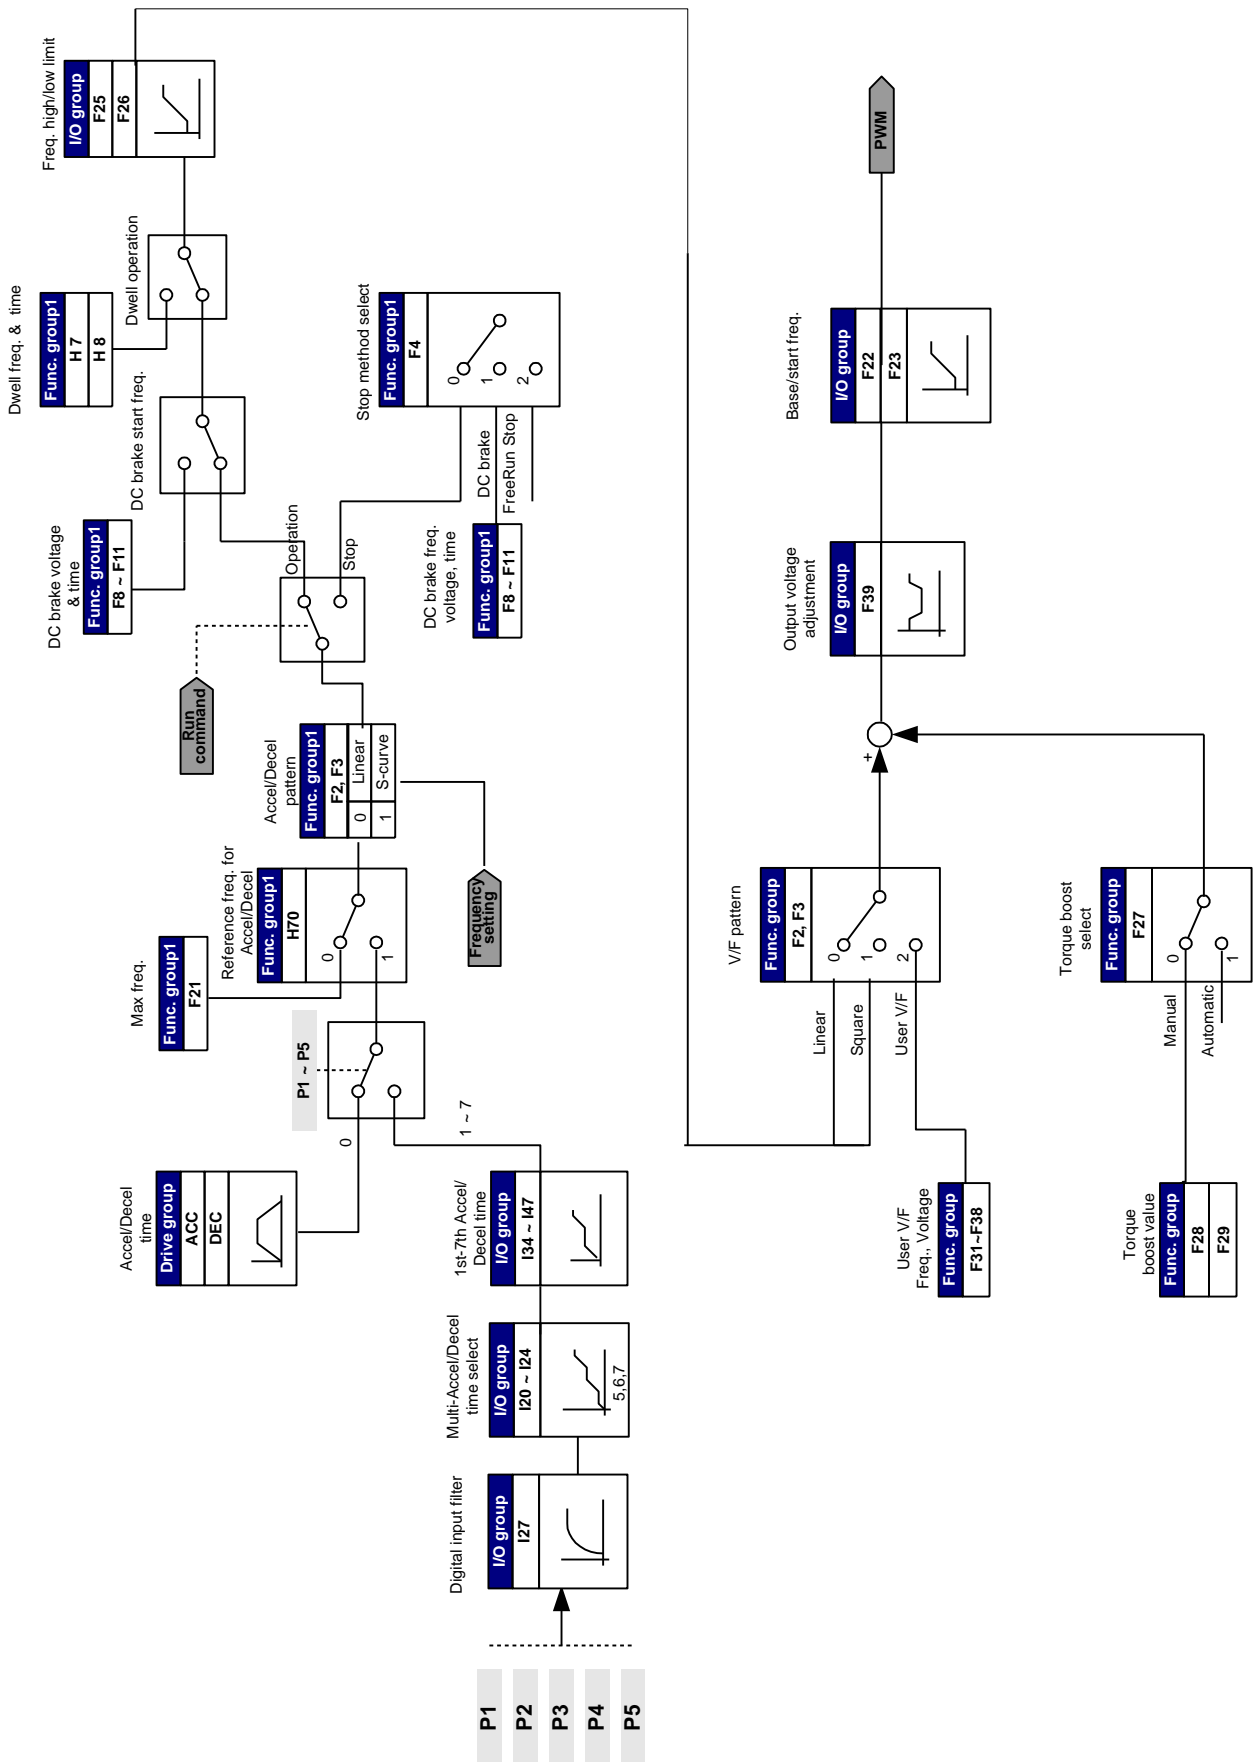 P1
P2
P3
P4
P5
Digital input filter
I/O group
I27
Multi-Accel/Decel
time select
I/O group
I20 ~ I24
5,6,7
1st-7th Accel/
Decel time
I/O group
I34 ~ I47
Accel/Decel
time
Drive group
ACC
DEC
0
1 ~ 7
P1 ~ P5
Max freq.
Func. group1
F21
Reference freq. for
Accel/Decel
Func. group1
H70
0
1
Frequency
setting
Accel/Decel
pattern
Func. group1
F2, F3
0
Linear
1
S-curve
Run
command
Operation
Stop
DC brake voltage
& time
Func. group1
F8 ~ F11
DC brake start freq.
DC brake freq.
voltage, time
Func. group1
F8 ~ F11
DC brake
FreeRun Stop
Stop method select
Func. group1
F4
0
1
2
Dwell freq. & time
Func. group1
H 7
H 8
Dwell operation
Freq. high/low limit
I/O group
F25
F26
User V/F
Freq., Voltage
Func. group
F31~F38
Linear
Square
User V/F
V/F pattern
Func. group
F2, F3
0
1
2
+
Torque
boost value
Func. group
F28
F29
Manual
Automatic
Torque boost
select
Func. group
F27
0
1
Output voltage
adjustment
I/O group
F39
Base/start freq.
I/O group
F22
F23
PWM